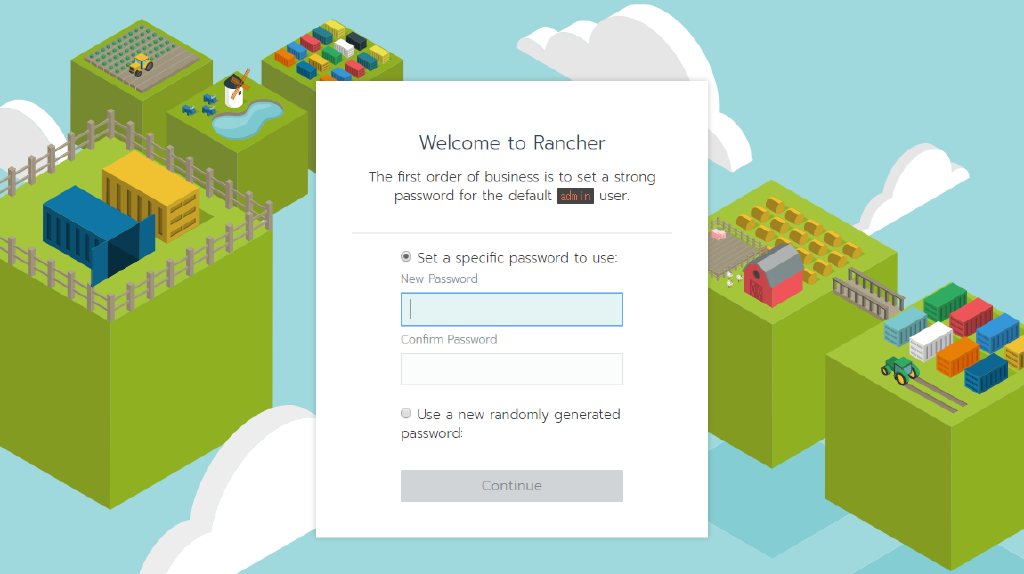 Welcome to Rancher
The first order of business is to set a strong
password for the default admin user.
Set a specific password to use:
New Password
Confirm Password
Use a new randomly generated
password:
Continue